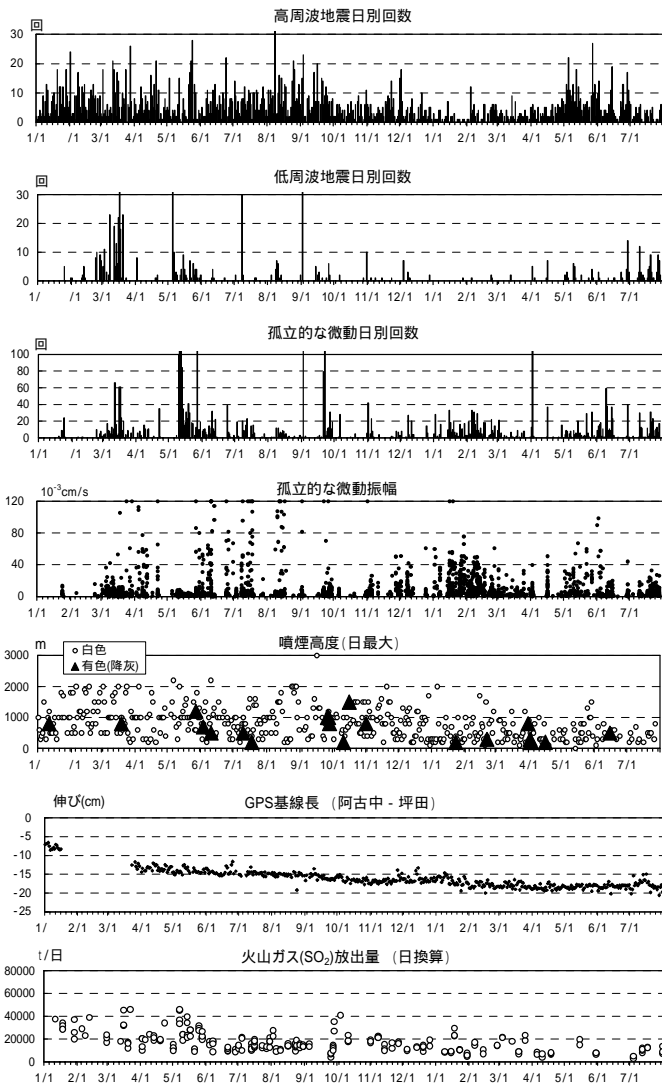 高周波地震日別回数
回
30
20
10
0
1/1 /1 3/1 4/1 5/1 6/1 7/1 8/1 9/1 10/1 11/1 12/1 1/1 2/1 3/1 4/1 5/1 6/1 7/1
低周波地震日別回数
回
30
20
10
0
1/ 2/1 3/1 4/1 5/1 6/1 7/1 8/1 9/1 10/1 11/1 12/1 1/1 2/1 3/1 4/1 5/1 6/1 7/1
孤立的な微動日別回数
回
100
80
60
40
20
0
1/1 2/1 3/1 4/1 5/1 6/1 7/1 8/1 9/1 10/1 11/1 12/1 1/1 2/1 3/1 4/1 5/1 6/1 7/1
孤立的な微動振幅
10⁻³cm/s
120
80
40
0
1/1 2/1 3/1 4/1 5/1 6/1 7/1 8/1 9/1 10/1 11/1 12/1 1/1 2/1 3/1 4/1 5/1 6/1 7/1
噴煙高度(日最大)
m
白色
有色(降灰)
3000
2000
1000
0
1/ 2/1 3/1 4/1 5/1 6/1 7/1 8/1 9/1 10/1 11/1 12/1 1/1 2/1 3/1 4/1 5/1 6/1 7/1
伸び(cm)
GPS基線長 (阿古中 - 坪田)
0
-5
-10
-15
-20
-25
1/ 2/1 3/1 4/1 5/1 6/1 7/1 8/1 9/1 10/1 11/1 12/1 1/1 2/1 3/1 4/1 5/1 6/1 7/1
t/日
火山ガス(SO₂)放出量 (日換算)
80000
60000
40000
20000
0
1/1 2/1 3/1 4/1 5/1 6/1 7/1 8/1 9/1 10/1 11/1 12/1 1/1 2/1 3/1 4/1 5/1 6/1 7/1